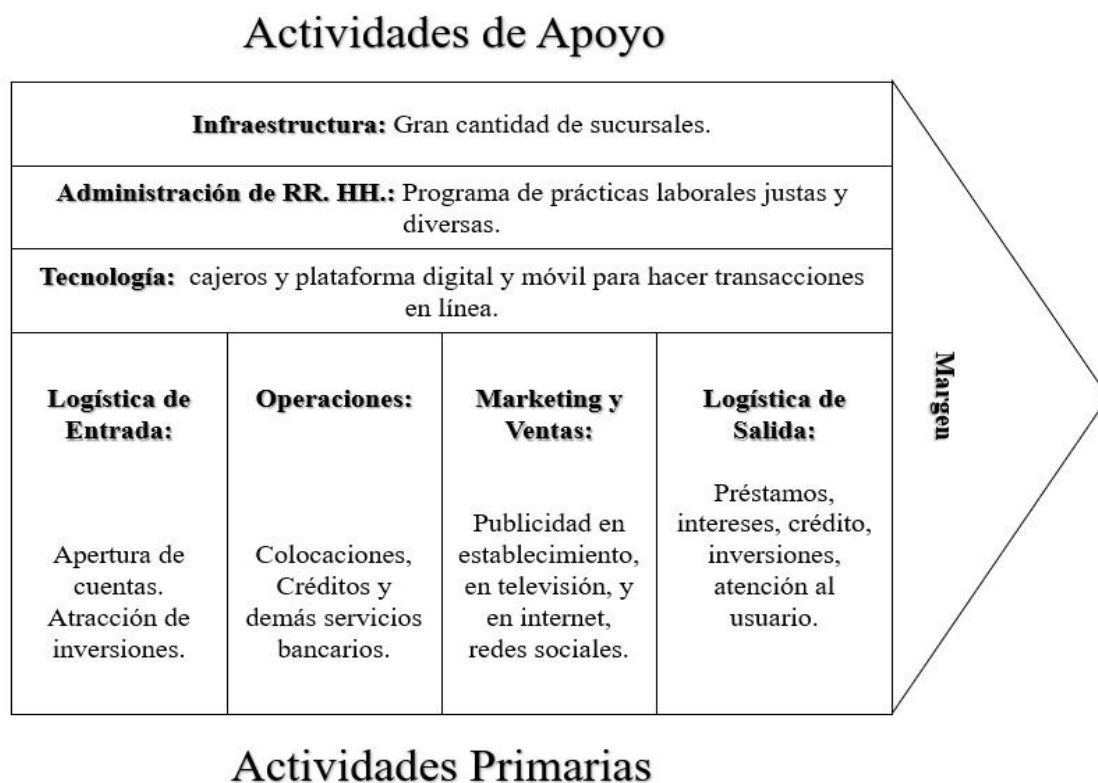 Actividades de Apoyo
Infraestructura: Gran cantidad de sucursales.
Administración de RR. HH.: Programa de prácticas laborales justas y
diversas.
Tecnología: cajeros y plataforma digital y móvil para hacer transacciones
en línea.
Logística de
Entrada:
Apertura de
cuentas.
Atracción de
inversiones.
Operaciones:
Colocaciones,
Créditos y
demás servicios
bancarios.
Marketing y
Ventas:
Publicidad en
establecimiento,
en televisión, y
en internet,
redes sociales.
Logística de
Salida:
Préstamos,
intereses, crédito,
inversiones,
atención al
usuario.
Margen
Actividades Primarias